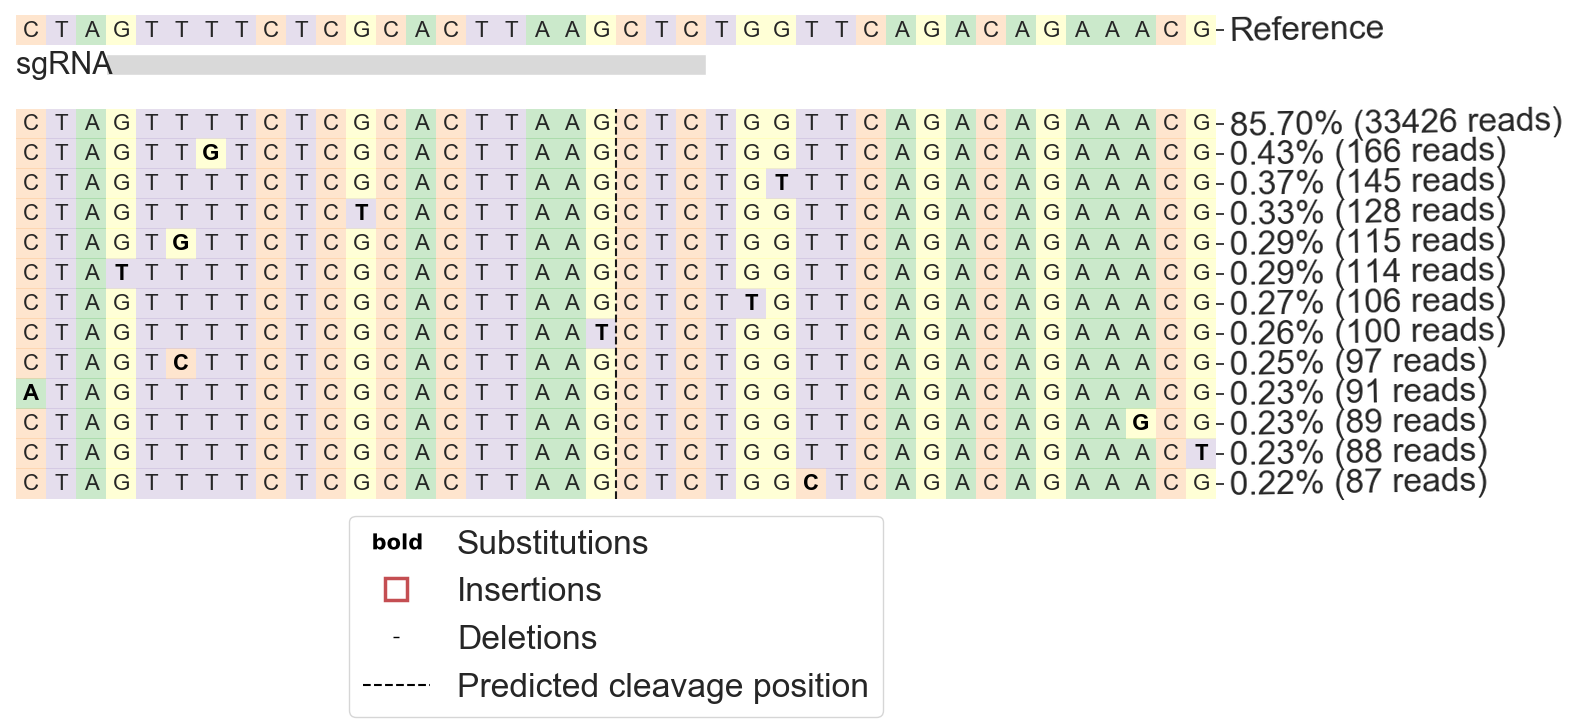 C T A G T T T T C T C G C A C T T A A G C T C T G G T T C A G A C A G A A A C G Reference
sgRNA
C T A G T T T T C T C G C A C T T A A G C T C T G G T T C A G A C A G A A A C G 85.70% (33426 reads)
C T A G T T G T C T C G C A C T T A A G C T C T G G T T C A G A C A G A A A C G 0.43% (166 reads)
C T A G T T T T C T C G C A C T T A A G C T C T G T T T C A G A C A G A A A C G 0.37% (145 reads)
C T A G T T T T C T C T C A C T T A A G C T C T G G T T C A G A C A G A A A C G 0.33% (128 reads)
C T A G T G T T C T C G C A C T T A A G C T C T G G T T C A G A C A G A A A C G 0.29% (115 reads)
C T A T T T T T C T C G C A C T T A A G C T C T G G T T C A G A C A G A A A C G 0.29% (114 reads)
C T A G T T T T C T C G C A C T T A A G C T C T T G T T C A G A C A G A A A C G 0.27% (106 reads)
C T A G T T T T C T C G C A C T T A A T C T C T G G T T C A G A C A G A A A C G 0.26% (100 reads)
C T A G T C T T C T C G C A C T T A A G C T C T G G T T C A G A C A G A A A C G 0.25% (97 reads)
A T A G T T T T C T C G C A C T T A A G C T C T G G T T C A G A C A G A A A C G 0.23% (91 reads)
C T A G T T T T C T C G C A C T T A A G C T C T G G T T C A G A C A G A A G C G 0.23% (89 reads)
C T A G T T T T C T C G C A C T T A A G C T C T G G T T C A G A C A G A A A C T 0.23% (88 reads)
C T A G T T T T C T C G C A C T T A A G C T C T G G C T C A G A C A G A A A C G 0.22% (87 reads)
bold Substitutions
Insertions
- Deletions
Predicted cleavage position